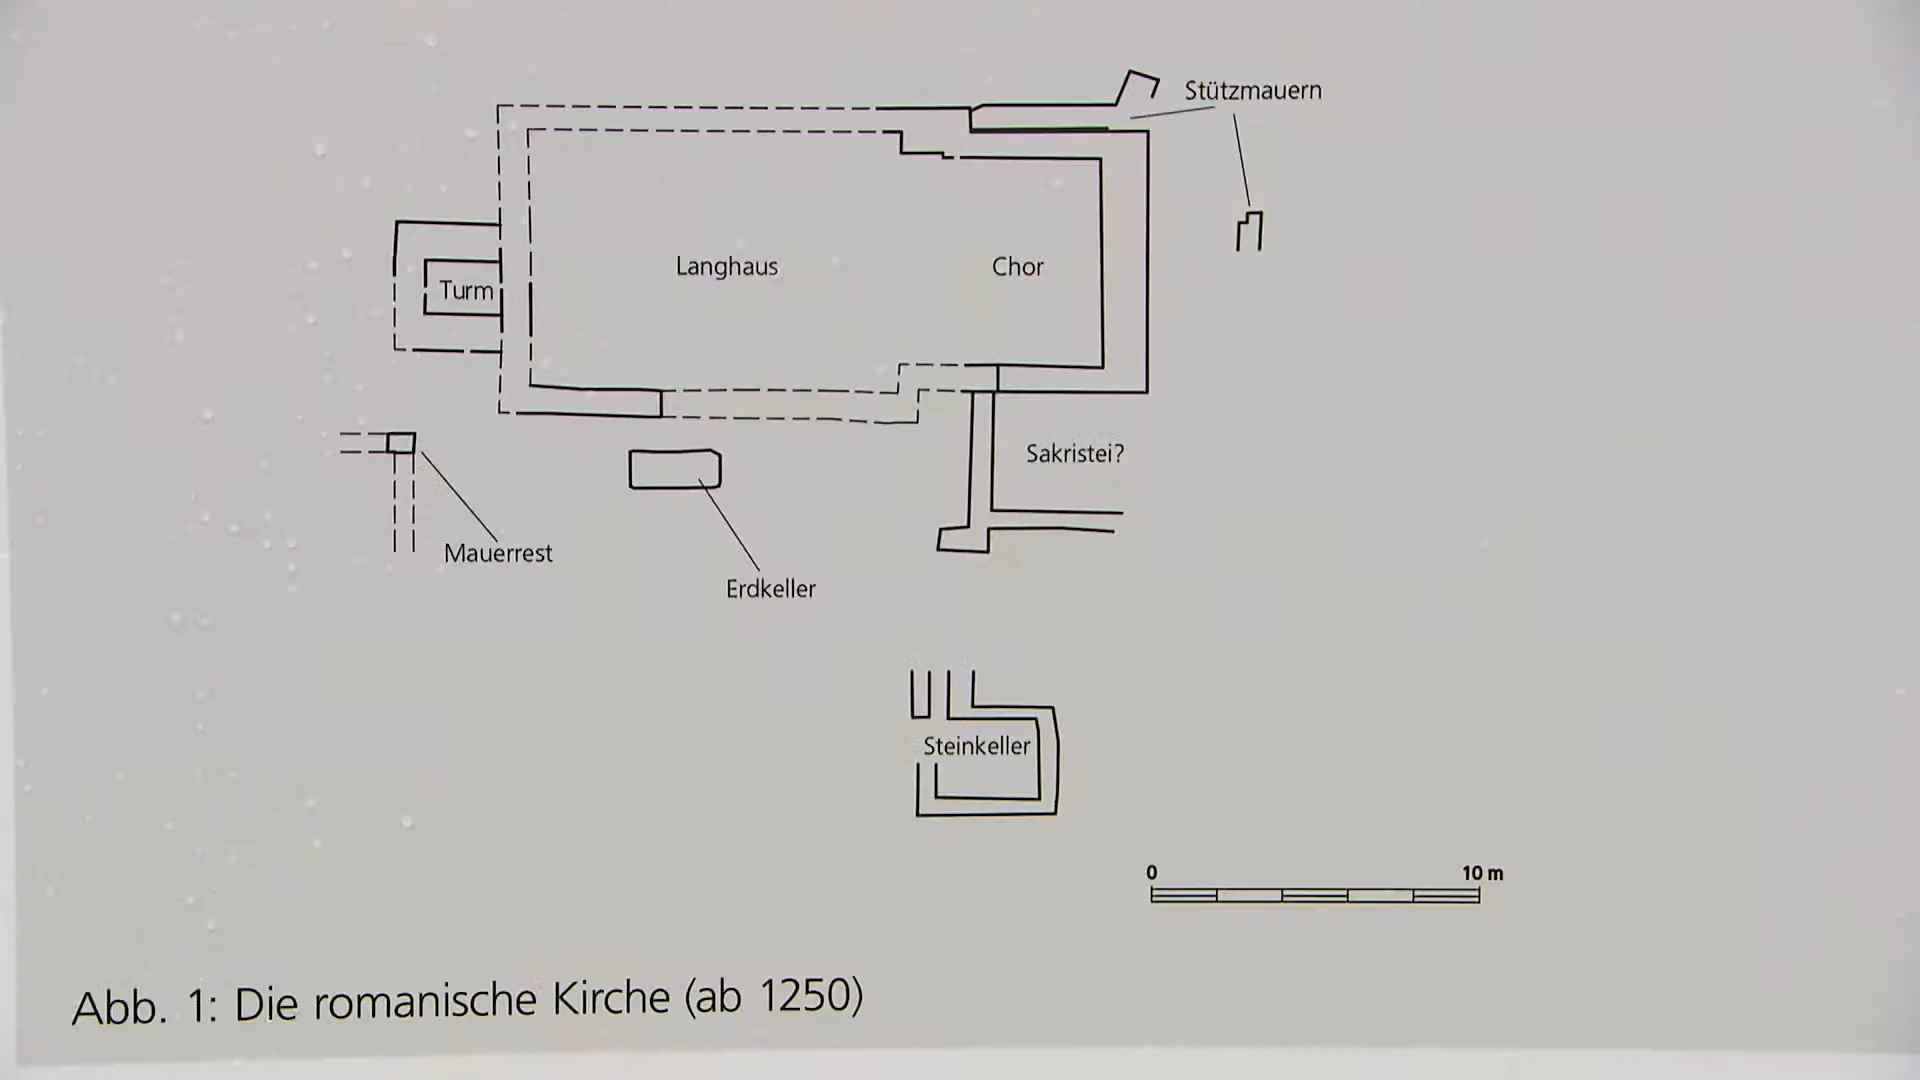 Stützmauern
Langhaus
Chor
Turm
Sakristei?
Mauerrest
Erdkeller
Steinkeller
0 10 m
Abb. 1: Die romanische Kirche (ab 1250)